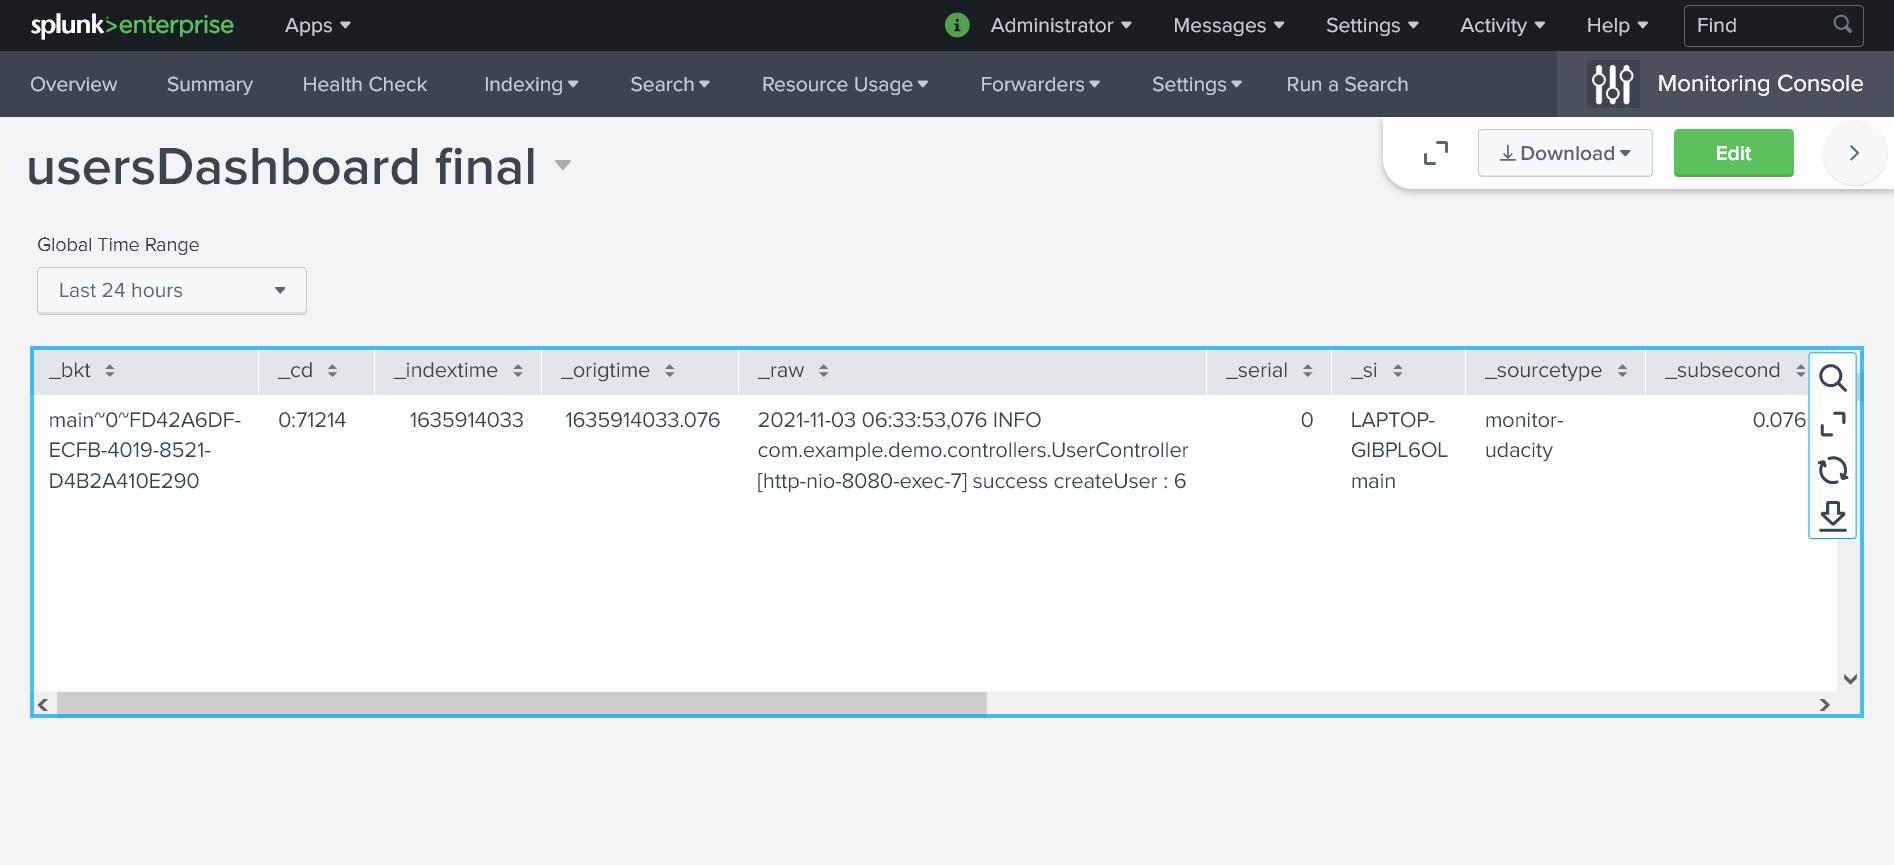 splunk>enterprise Apps Administrator Messages Settings Activity Help Find
Overview Summary Health Check Indexing Search Resource Usage Forwarders Settings Run a Search Monitoring Console
usersDashboard final
Download Edit
Global Time Range
Last 24 hours
_bkt _cd _indextime _origtime _raw _serial _si _sourcetype _subsecond
main~0~FD42A6DF- 0:71214 1635914033 1635914033.076 2021-11-03 06:33:53,076 INFO 0 LAPTOP- monitor- 0.076
ECFB-4019-8521- com.example.demo.controllers.UserController GIBPL6OL udacity
D4B2A410E290 [http-nio-8080-exec-7] success createUser : 6 main